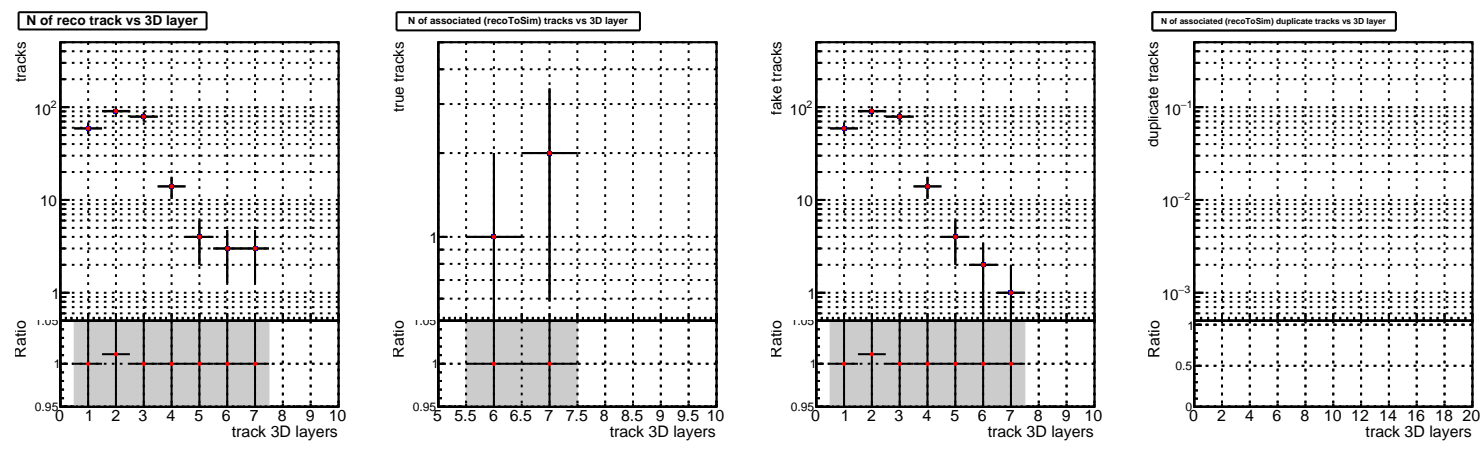 N of reco track vs 3D layer
tracks
10²
10
1
Ratio
1.05
1
0.95
0 1 2 3 4 5 6 7 8 9 10
track 3D layers
N of associated (recoToSim) tracks vs 3D layer
true tracks
1
Ratio
1.05
1
0.95
5 5.5 6 6.5 7 7.5 8 8.5 9 9.5 10
track 3D layers
fake tracks
10²
10
1
Ratio
1.05
1
0.95
0 1 2 3 4 5 6 7 8 9 10
track 3D layers
N of associated (recoToSim) duplicate tracks vs 3D layer
duplicate tracks
10⁻¹
10⁻²
10⁻³
Ratio
1
0.5
0
0 2 4 6 8 10 12 14 16 18 20
track 3D layers